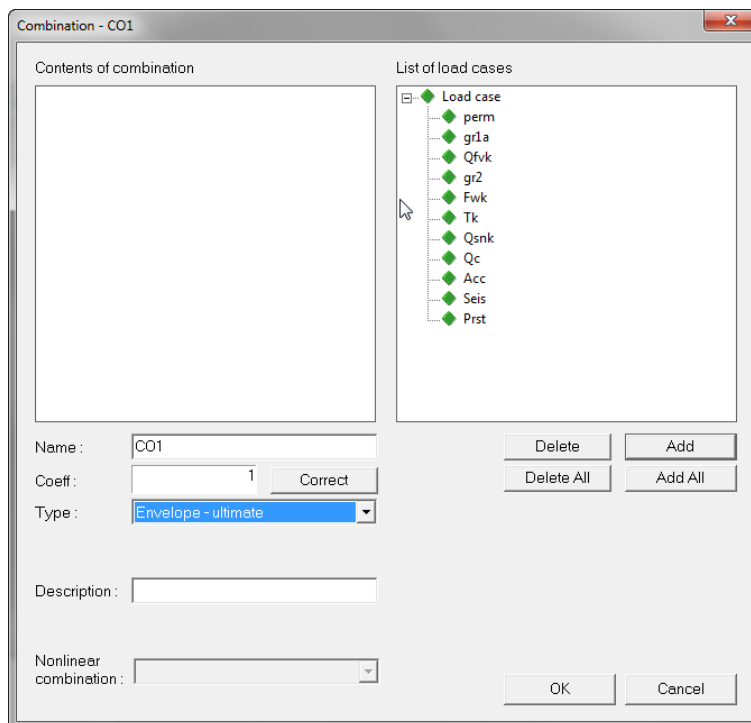 Combination - CO1
Contents of combination
List of load cases
Load case
perm
gr1a
Qfvk
gr2
Fwk
Tk
Qsnk
Qc
Acc
Seis
Prst
Name :
CO1
Delete
Add
Coeff :
1
Correct
Delete All
Add All
Type :
Envelope - ultimate
Description :
Nonlinear
combination :
OK
Cancel